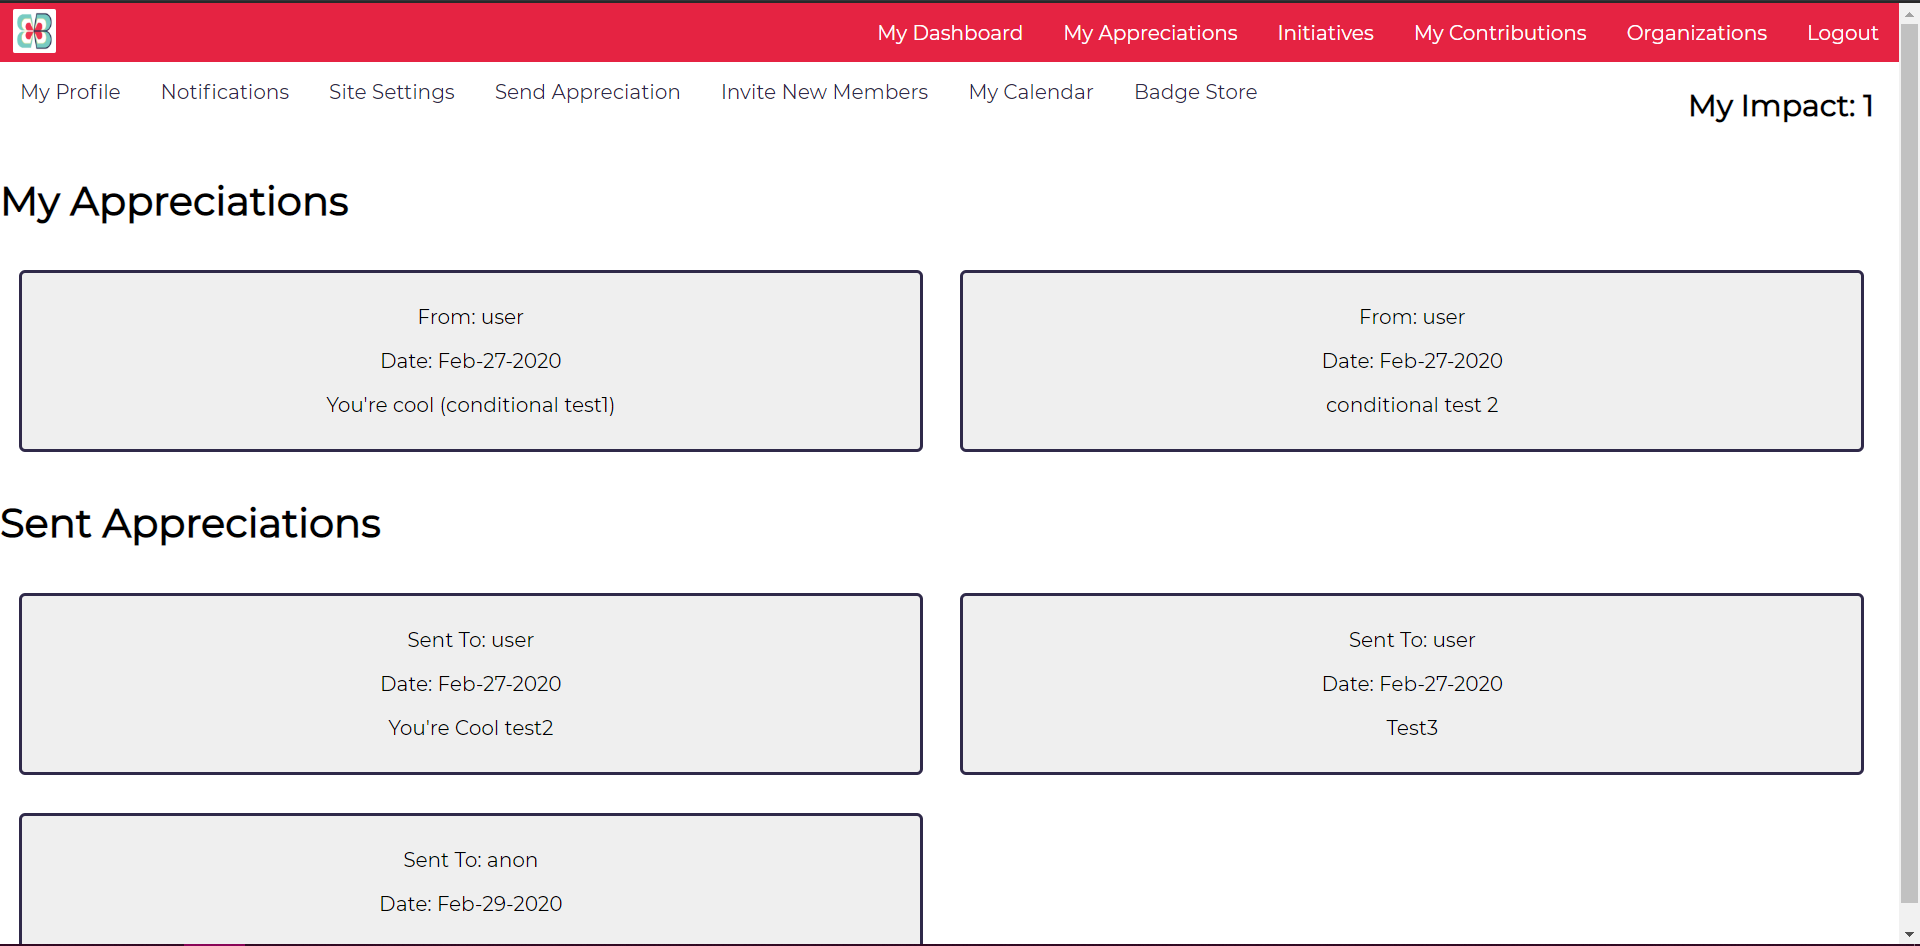 My Dashboard My Appreciations Initiatives My Contributions Organizations Logout
My Profile Notifications Site Settings Send Appreciation Invite New Members My Calendar Badge Store
My Impact: 1
My Appreciations
From: user
Date: Feb-27-2020
You're cool (conditional test1)
From: user
Date: Feb-27-2020
conditional test 2
Sent Appreciations
Sent To: user
Date: Feb-27-2020
You're Cool test2
Sent To: user
Date: Feb-27-2020
Test3
Sent To: anon
Date: Feb-29-2020